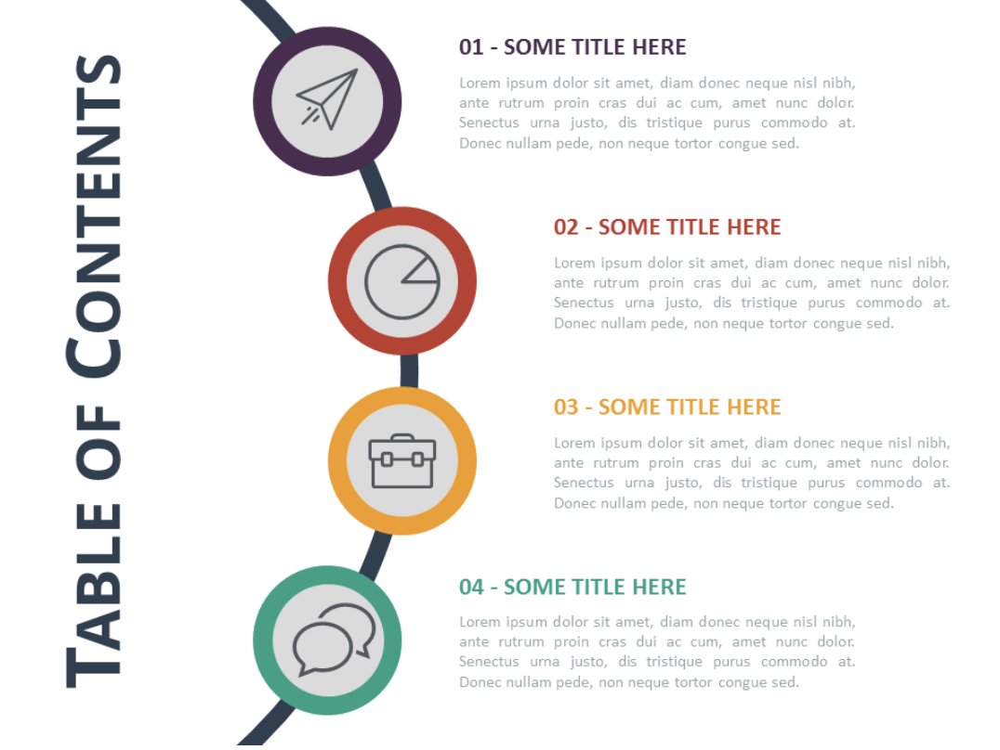 TABLE OF CONTENTS
01 - SOME TITLE HERE
Lorem ipsum dolor sit amet, diam donec neque nisl nibh,
ante rutrum proin cras dui ac cum, amet nunc dolor.
Senectus urna justo, dis tristique purus commodo at.
Donec nullam pede, non neque tortor congue sed.
02 - SOME TITLE HERE
Lorem ipsum dolor sit amet, diam donec neque nisl nibh,
ante rutrum proin cras dui ac cum, amet nunc dolor.
Senectus urna justo, dis tristique purus commodo at.
Donec nullam pede, non neque tortor congue sed.
03 - SOME TITLE HERE
Lorem ipsum dolor sit amet, diam donec neque nisl nibh,
ante rutrum proin cras dui ac cum, amet nunc dolor.
Senectus urna justo, dis tristique purus commodo at.
Donec nullam pede, non neque tortor congue sed.
04 - SOME TITLE HERE
Lorem ipsum dolor sit amet, diam donec neque nisl nibh,
ante rutrum proin cras dui ac cum, amet nunc dolor.
Senectus urna justo, dis tristique purus commodo at.
Donec nullam pede, non neque tortor congue sed.